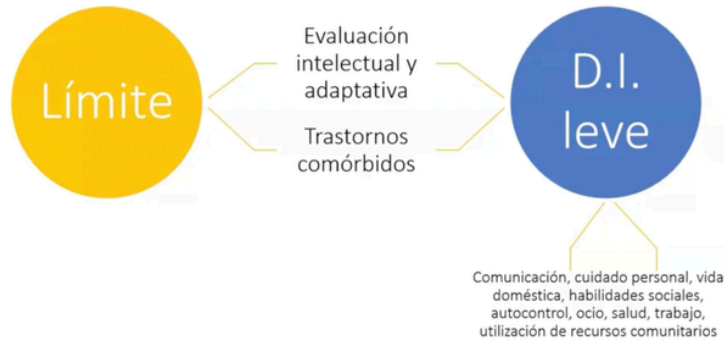 Límite
Evaluación
intelectual y
adaptativa
Trastornos
comórbidos
D.I.
leve
Comunicación, cuidado personal, vida
doméstica, habilidades sociales,
autocontrol, ocio, salud, trabajo,
utilización de recursos comunitarios